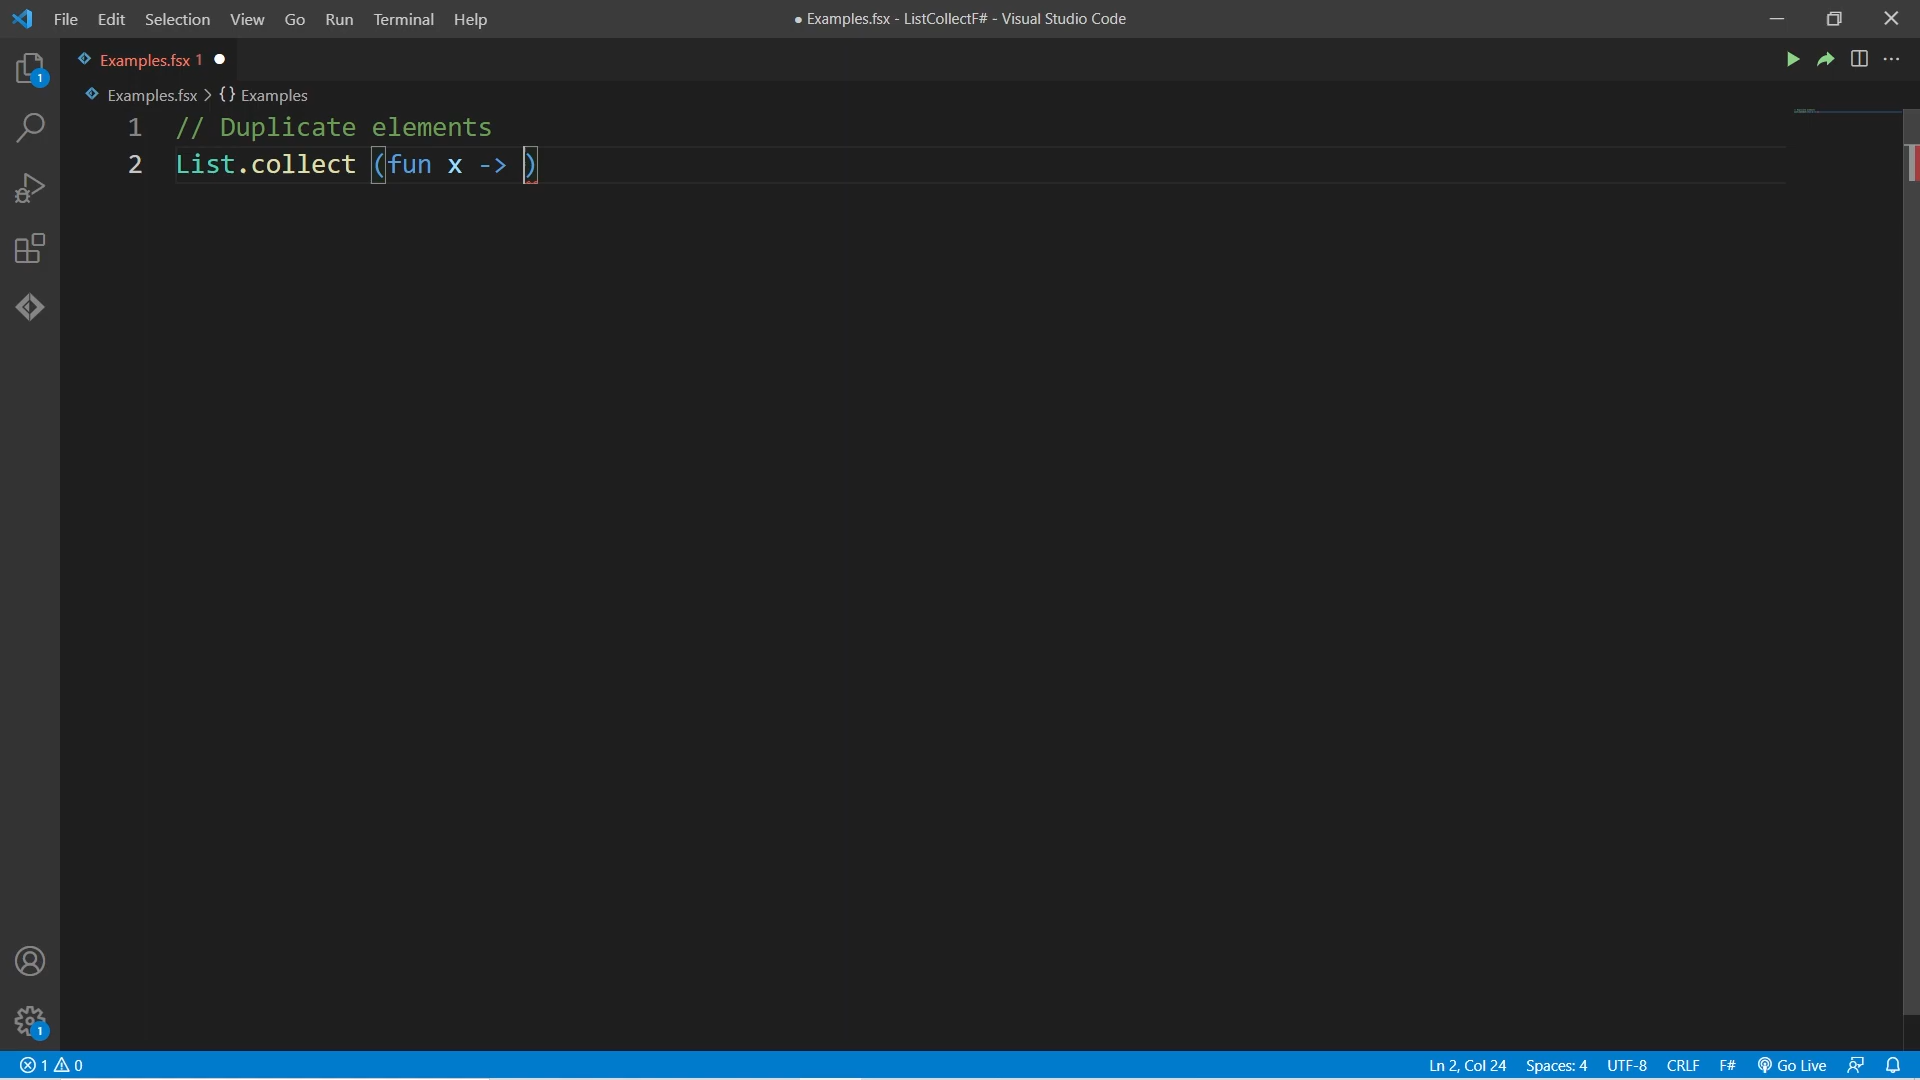 File Edit Selection View Go Run Terminal Help
● Examples.fsx - ListCollectF# - Visual Studio Code
Examples.fsx 1 ●
Examples.fsx > {} Examples
1 // Duplicate elements
2 List.collect (fun x -> )
1
1
1 0
Ln 2, Col 24 Spaces: 4 UTF-8 CRLF F# Go Live